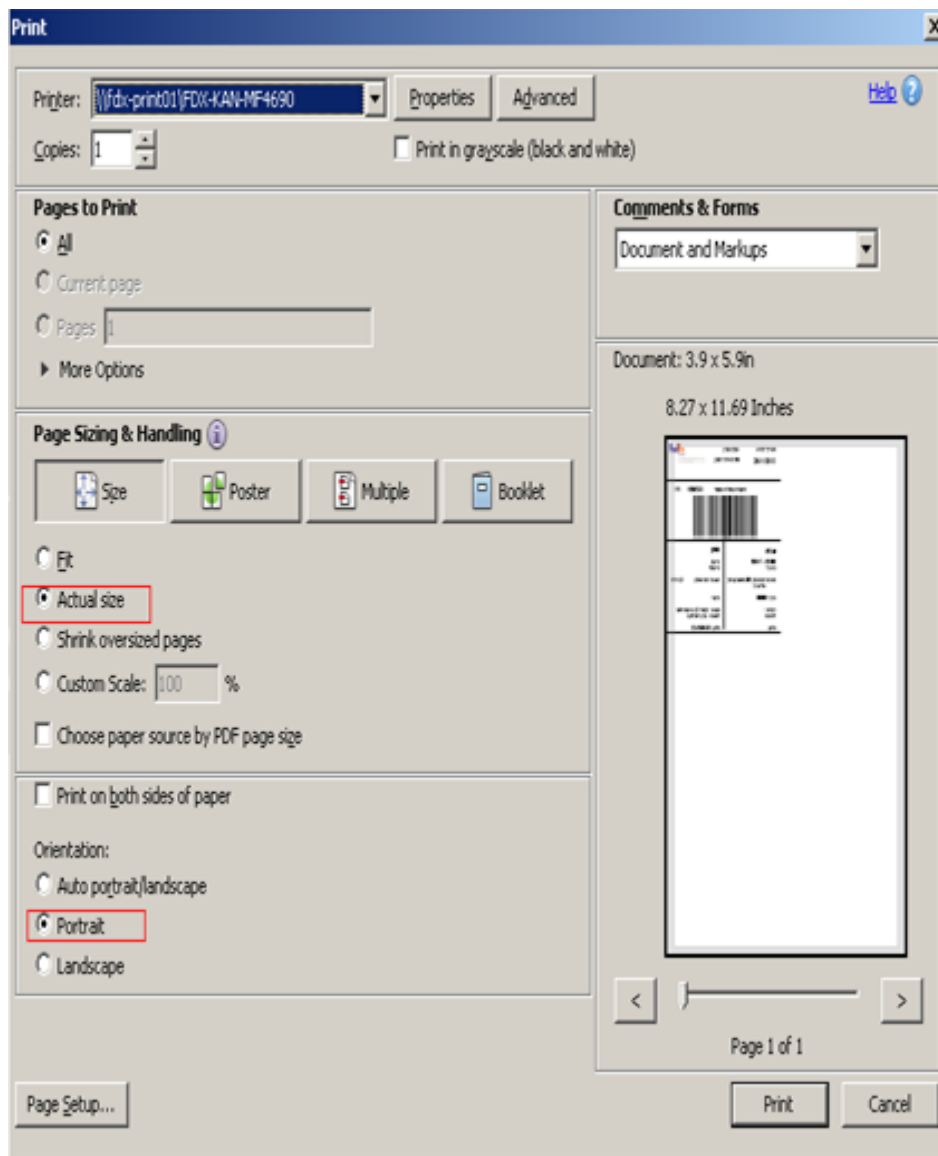 Print
Printer: \\fdx-print01\FDX-KAN-MF4690 Properties Advanced Help
Copies: 1 Print in grayscale (black and white)
Pages to Print
All
Current page
Pages 1
More Options
Comments & Forms
Document and Markups
Page Sizing & Handling
Size Poster Multiple Booklet
Fit
Actual size
Shrink oversized pages
Custom Scale: 100 %
Choose paper source by PDF page size
Print on both sides of paper
Orientation:
Auto portrait/landscape
Portrait
Landscape
Document: 3.9 x 5.9in
8.27 x 11.69 Inches
< >
Page 1 of 1
Page Setup... Print Cancel